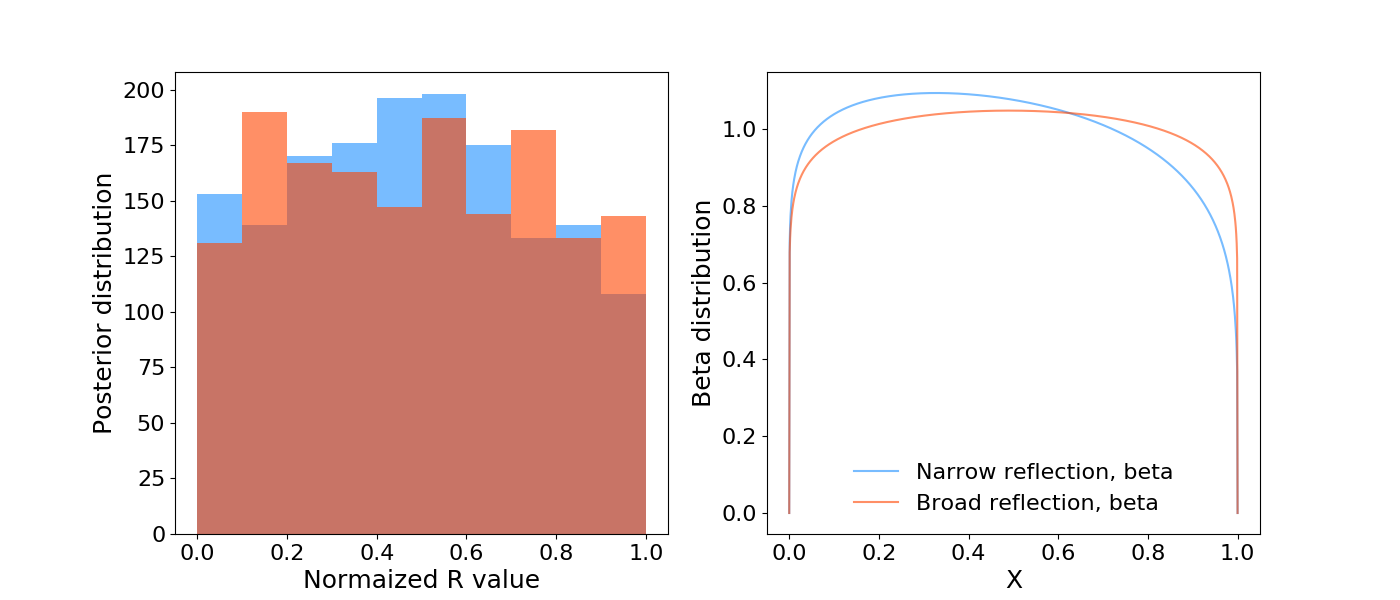 Posterior distribution
200
175
150
125
100
75
50
25
0
0.0 0.2 0.4 0.6 0.8 1.0
Normaized R value
Beta distribution
1.0
0.8
0.6
0.4
0.2
0.0
Narrow reflection, beta
Broad reflection, beta
0.0 0.2 0.4 0.6 0.8 1.0
X